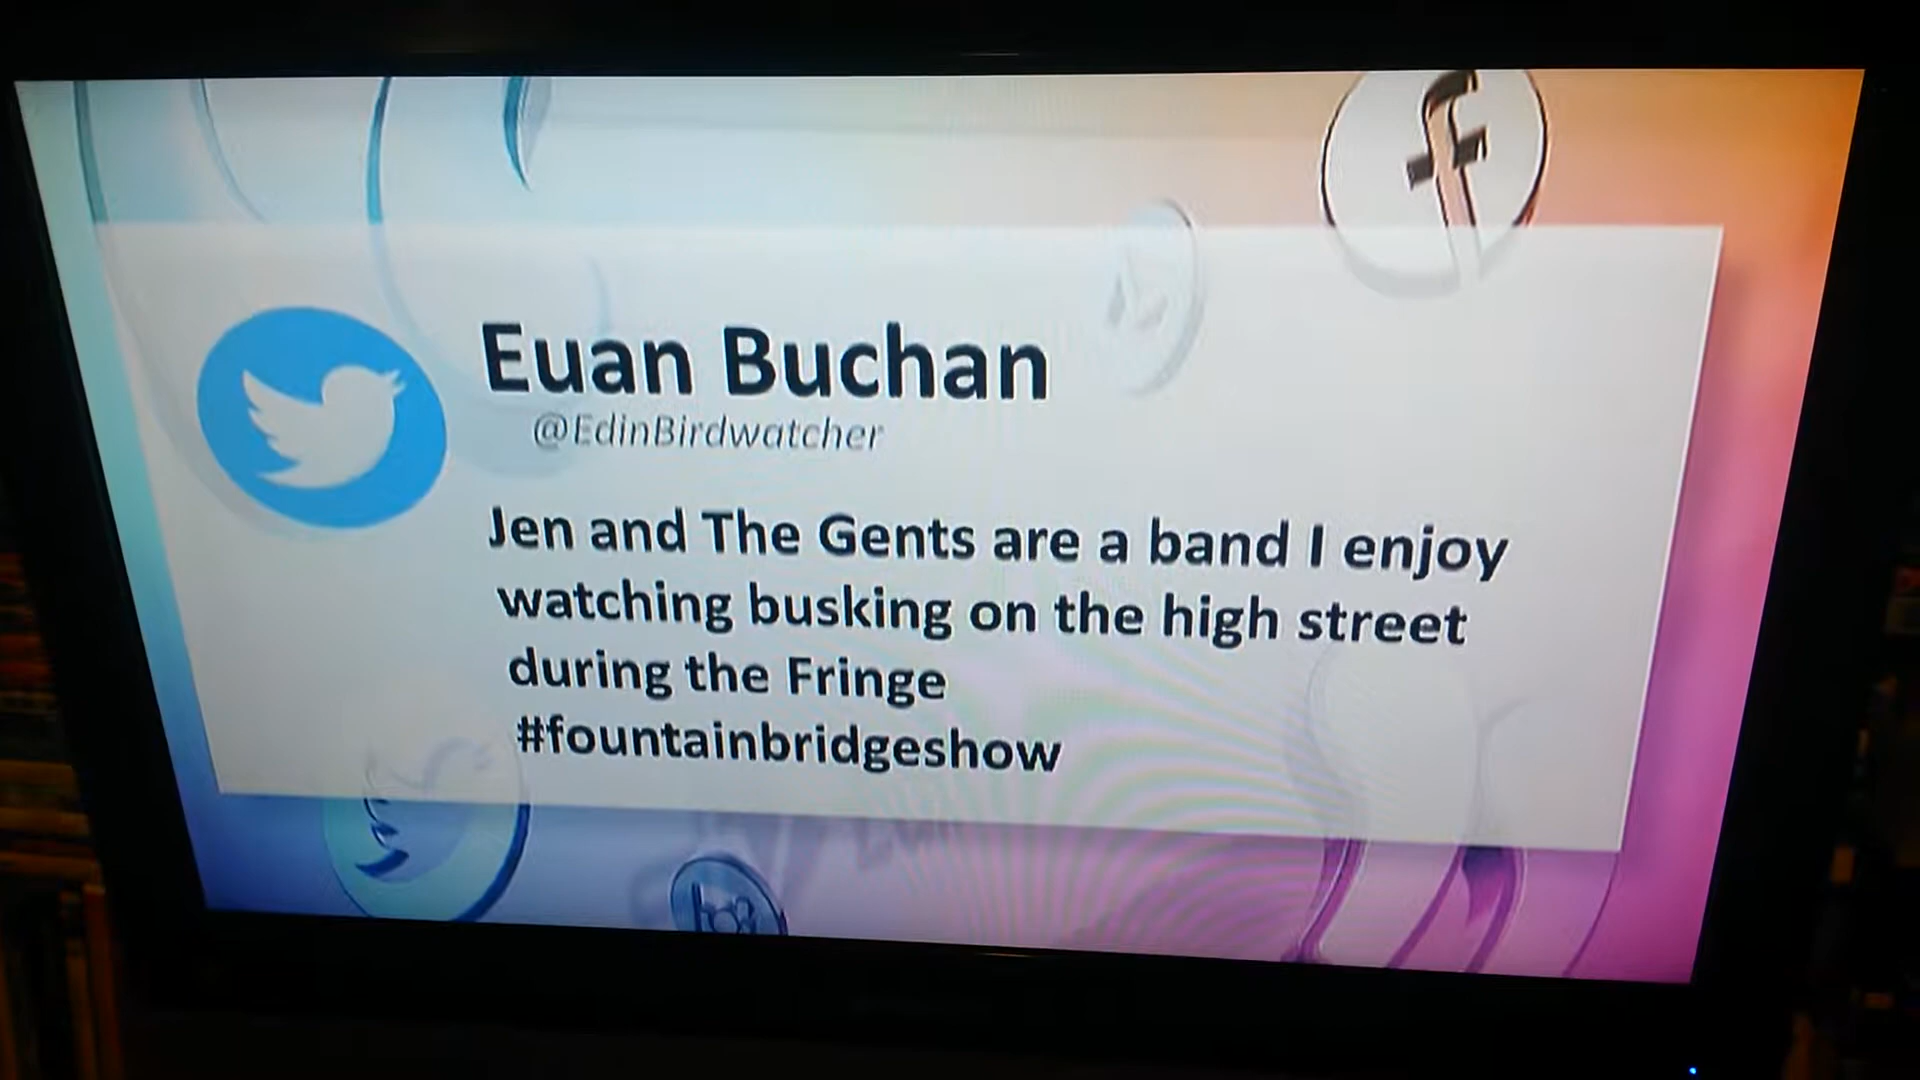 Euan Buchan
@EdinBirdwatcher
Jen and The Gents are a band I enjoy
watching busking on the high street
during the Fringe
#fountainbridgeshow